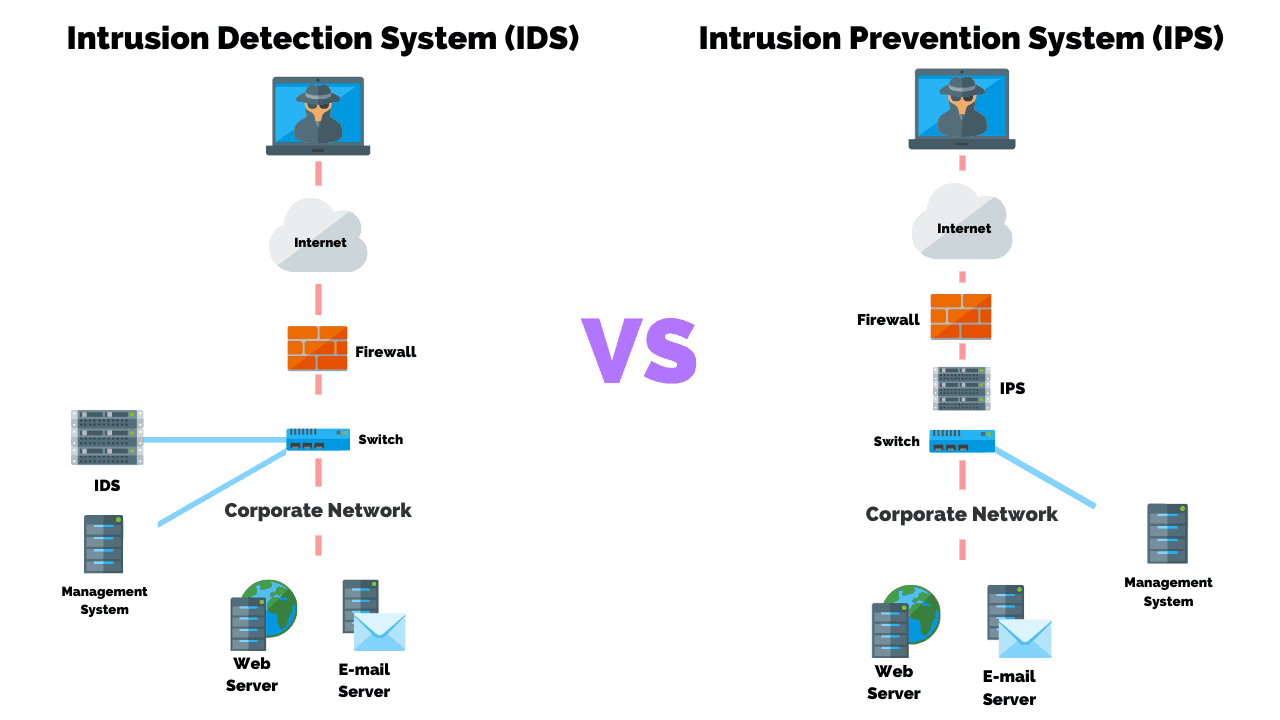 Intrusion Detection System (IDS)
Internet
Firewall
Switch
IDS
Corporate Network
Management
System
Web
Server
E-mail
Server
VS
Intrusion Prevention System (IPS)
Internet
Firewall
IPS
Switch
Corporate Network
Management
System
Web
Server
E-mail
Server